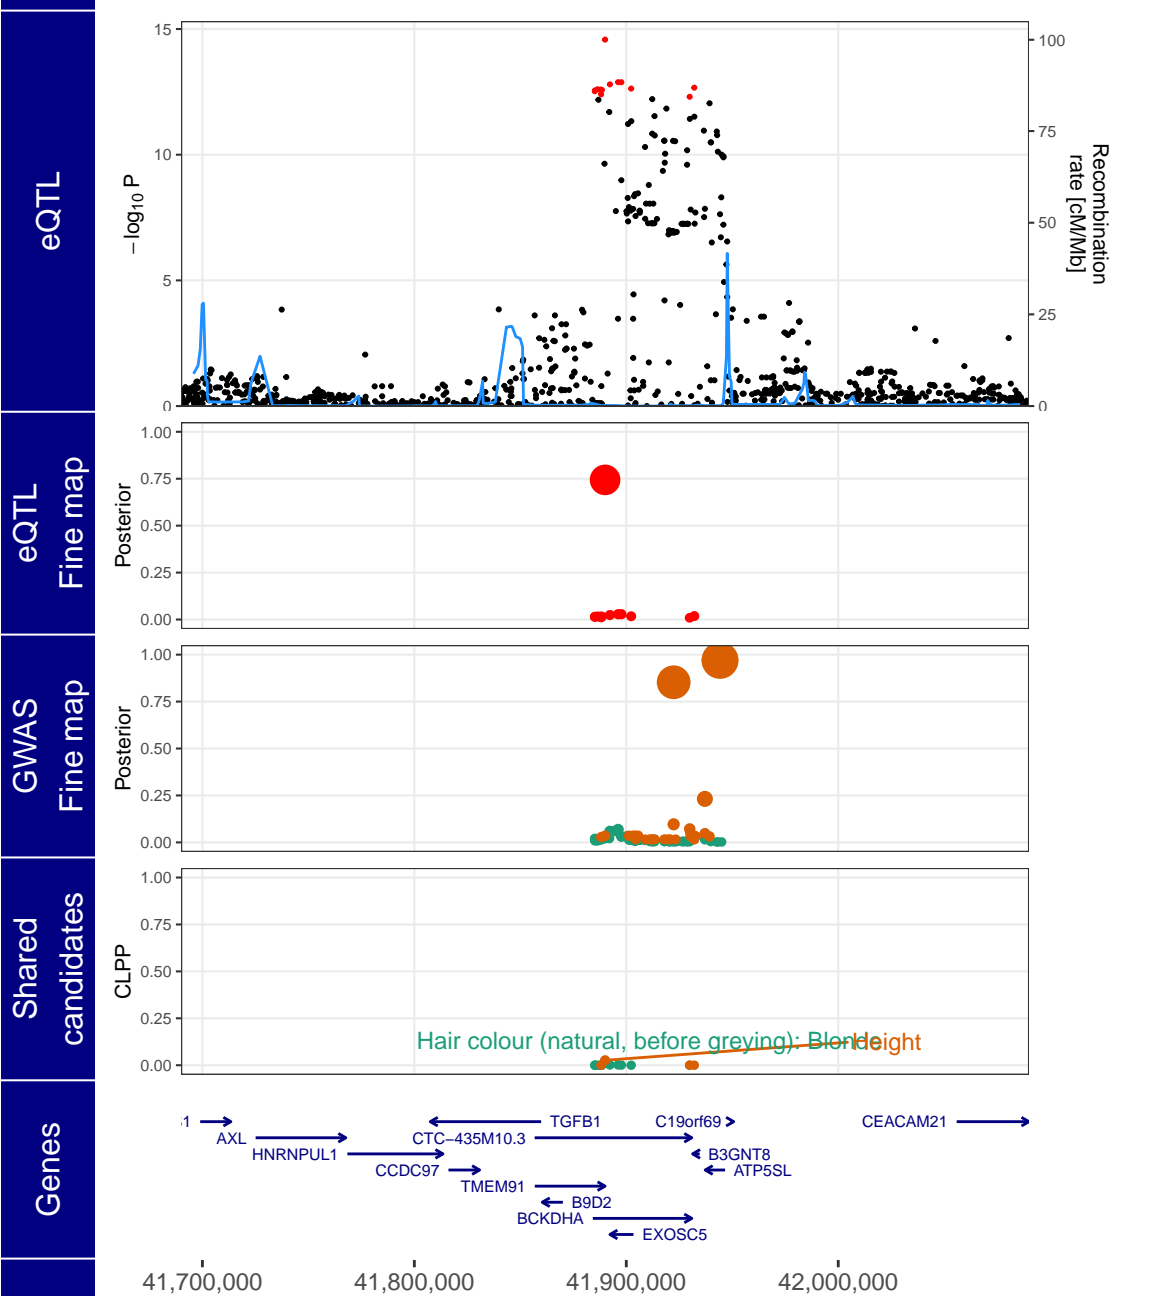 eQTL
−log10 P
15
10
5
0
100
75
50
25
0
Recombination
rate [cM/Mb]
eQTL
Fine map
Posterior
1.00
0.75
0.50
0.25
0.00
GWAS
Fine map
Posterior
1.00
0.75
0.50
0.25
0.00
Shared
candidates
CLPP
1.00
0.75
0.50
0.25
0.00
Hair colour (natural, before greying): Blonde
Height
Genes
TGFB1
C19orf69
CEACAM21
AXL
CTC−435M10.3
HNRNPUL1
B3GNT8
CCDC97
ATP5SL
TMEM91
B9D2
BCKDHA
EXOSC5
41,700,000
41,800,000
41,900,000
42,000,000